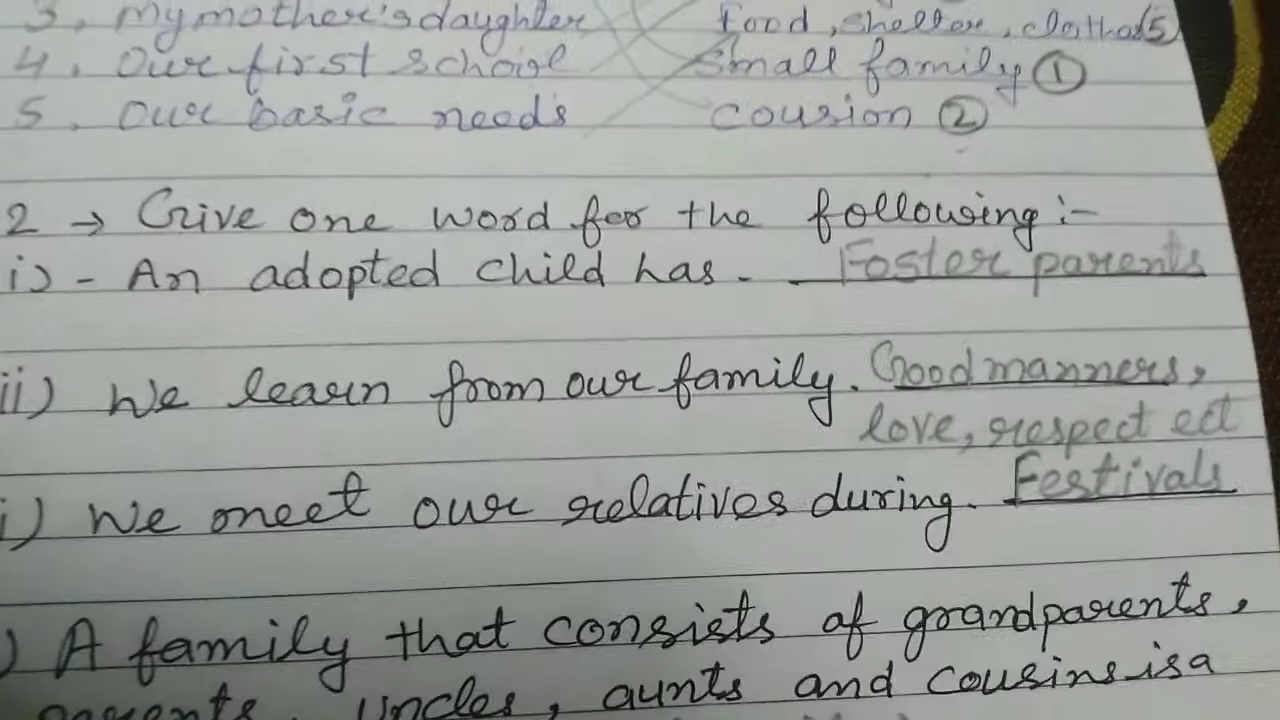 3. My mother's daughter Food, shelter, clothes(5)
4. Our first school Small family ①
5. Our basic needs cousion ②
2 → Give one word for the following :-
i) - An adopted child has - Foster parents
ii) We learn from our family. Good manners,
love, respect ect
i) We meet our relatives during. Festivals
) A family that consists of grandparents,
parents, uncles, aunts and cousins is a